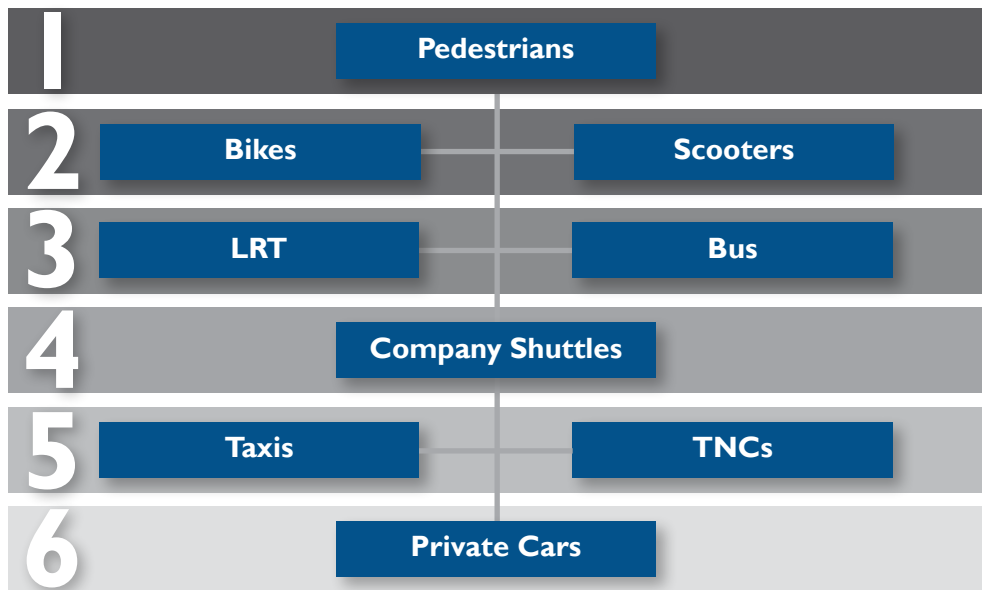 1
Pedestrians
2
Bikes
Scooters
3
LRT
Bus
4
Company Shuttles
5
Taxis
TNCs
6
Private Cars